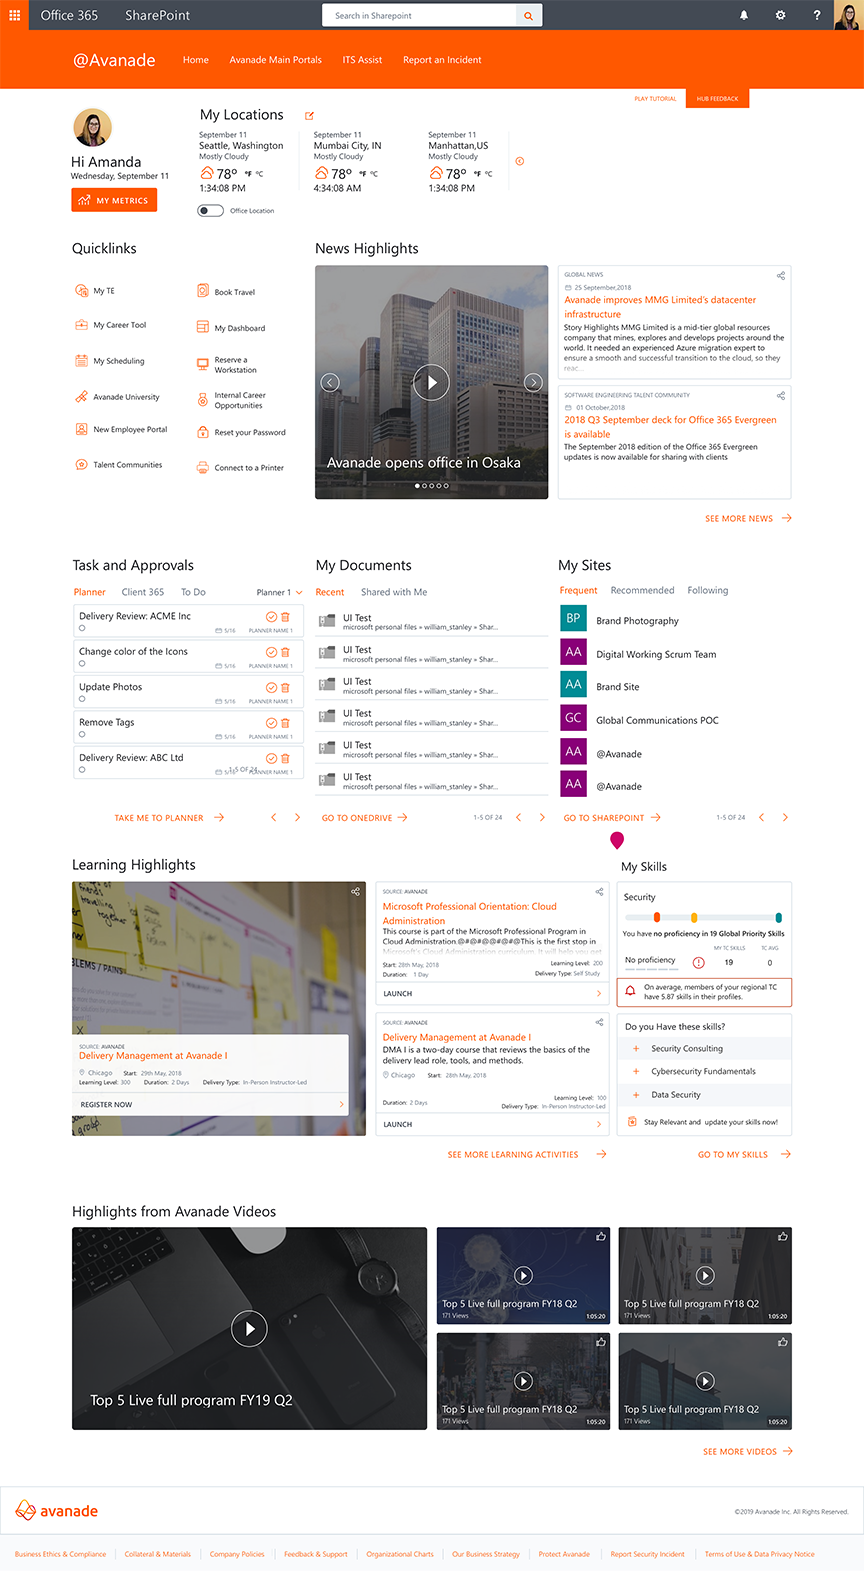 Office 365
SharePoint
Search in Sharepoint
?
@Avanade
Home
Avanade Main Portals
ITS Assist
Report an Incident
PLAY TUTORIAL
HUB FEEDBACK
Hi Amanda
Wednesday, September 11
MY METRICS
My Locations
September 11
Seattle, Washington
Mostly Cloudy
78º °F °C
1:34:08 PM
September 11
Mumbai City, IN
Mostly Cloudy
78º °F °C
4:34:08 AM
September 11
Manhattan,US
Mostly Cloudy
78º °F °C
1:34:08 PM
Office Location
Quicklinks
My TE
Book Travel
My Career Tool
My Dashboard
My Scheduling
Reserve a
Workstation
Avanade University
Internal Career
Opportunities
New Employee Portal
Reset your Password
Talent Communities
Connect to a Printer
News Highlights
Avanade opens office in Osaka
GLOBAL NEWS
25 September,2018
Avanade improves MMG Limited's datacenter
infrastructure
Story Highlights MMG Limited is a mid-tier global resources
company that mines, explores and develops projects around the
world. It needed an experienced Azure migration expert to
ensure a smooth and successful transition to the cloud, so they
reac...
SOFTWARE ENGINEERING TALENT COMMUNITY
01 October,2018
2018 Q3 September deck for Office 365 Evergreen
is available
The September 2018 edition of the Office 365 Evergreen
updates is now available for sharing with clients
SEE MORE NEWS
Task and Approvals
Planner
Client 365
To Do
Planner 1
Delivery Review: ACME Inc
5/16
PLANNER NAME 1
Change color of the Icons
5/16
PLANNER NAME 1
Update Photos
5/16
PLANNER NAME 1
Remove Tags
5/16
PLANNER NAME 1
Delivery Review: ABC Ltd
5/16
1-5 OF 24
PLANNER NAME 1
TAKE ME TO PLANNER
My Documents
Recent
Shared with Me
UI Test
microsoft personal files » william_stanley » Shar...
UI Test
microsoft personal files » william_stanley » Shar...
UI Test
microsoft personal files » william_stanley » Shar...
UI Test
microsoft personal files » william_stanley » Shar...
UI Test
microsoft personal files » william_stanley » Shar...
UI Test
microsoft personal files » william_stanley » Shar...
GO TO ONEDRIVE
1-5 OF 24
My Sites
Frequent
Recommended
Following
BP
Brand Photography
AA
Digital Working Scrum Team
AA
Brand Site
GC
Global Communications POC
AA
@Avanade
AA
@Avanade
GO TO SHAREPOINT
1-5 OF 24
Learning Highlights
SOURCE: AVANADE
Delivery Management at Avanade I
Chicago
Start: 29th May, 2018
Learning Level: 300
Duration: 2 Days
Delivery Type: In-Person Instructor-Led
REGISTER NOW
SOURCE: AVANADE
Microsoft Professional Orientation: Cloud
Administration
This course is part of the Microsoft Professional Program in
Cloud Administration.@#@#@@#@#@This is the first stop in
Microsoft's Cloud Administration curriculum. It will help you get
Start: 28th May, 2018
Learning Level: 200
Duration: 1 Day
Delivery Type: Self Study
LAUNCH
SOURCE: AVANADE
Delivery Management at Avanade I
DMA I is a two-day course that reviews the basics of the
delivery lead role, tools, and methods.
Chicago
Start: 28th May, 2018
Learning Level: 100
Duration: 2 Days
Delivery Type: In-Person Instructor-Led
LAUNCH
SEE MORE LEARNING ACTIVITIES
My Skills
Security
You have no proficiency in 19 Global Priority Skills
MY TC SKILLS
TC AVG
No proficiency
19
0
On average, members of your regional TC
have 5.87 skills in their profiles.
Do you Have these skills?
+ Security Consulting
+ Cybersecurity Fundamentals
+ Data Security
Stay Relevant and update your skills now!
GO TO MY SKILLS
Highlights from Avanade Videos
Top 5 Live full program FY19 Q2
Top 5 Live full program FY18 Q2
171 Views
1:05:20
Top 5 Live full program FY18 Q2
171 Views
1:05:20
Top 5 Live full program FY18 Q2
171 Views
1:05:20
Top 5 Live full program FY18 Q2
171 Views
1:05:20
SEE MORE VIDEOS
avanade
©2019 Avanade Inc. All Rights Reserved.
Business Ethics & Compliance
Collateral & Materials
Company Policies
Feedback & Support
Organizational Charts
Our Business Strategy
Protect Avanade
Report Security Incident
Terms of Use & Data Privacy Notice